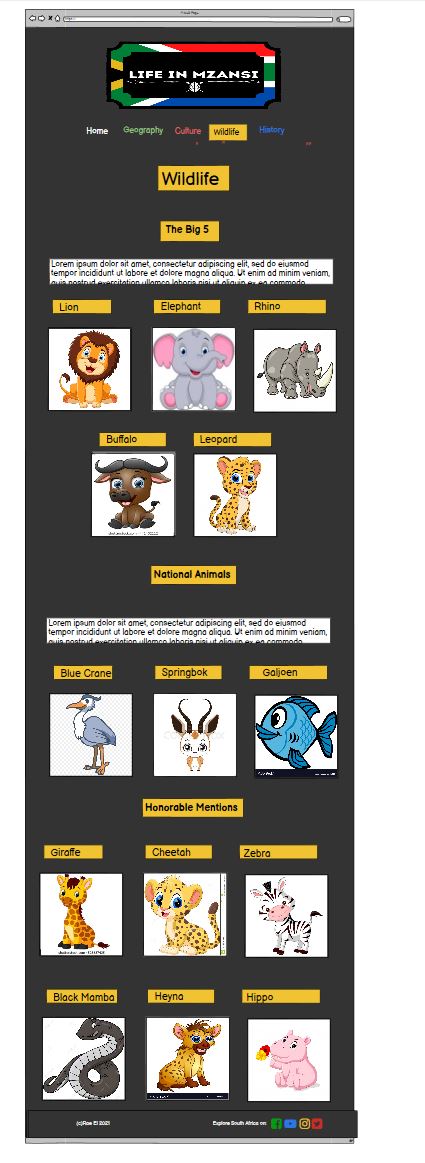 LIFE IN MZANSI
Home Geography Culture Wildlife History
Wildlife
The Big 5
Lorem ipsum dolor sit amet, consectetur adipiscing elit, sed do eiusmod
tempor incididunt ut labore et dolore magna aliqua. Ut enim ad minim veniam,
quis nostrud exercitation ullamco laboris nisi ut aliquip ex ea commodo
Lion Elephant Rhino
Buffalo Leopard
National Animals
Lorem ipsum dolor sit amet, consectetur adipiscing elit, sed do eiusmod
tempor incididunt ut labore et dolore magna aliqua. Ut enim ad minim veniam,
quis nostrud exercitation ullamco laboris nisi ut aliquip ex ea commodo
Blue Crane Springbok Galjoen
Honorable Mentions
Giraffe Cheetah Zebra
Black Mamba Heyna Hippo
(c)Roe El 2021 Explore South Africa on: